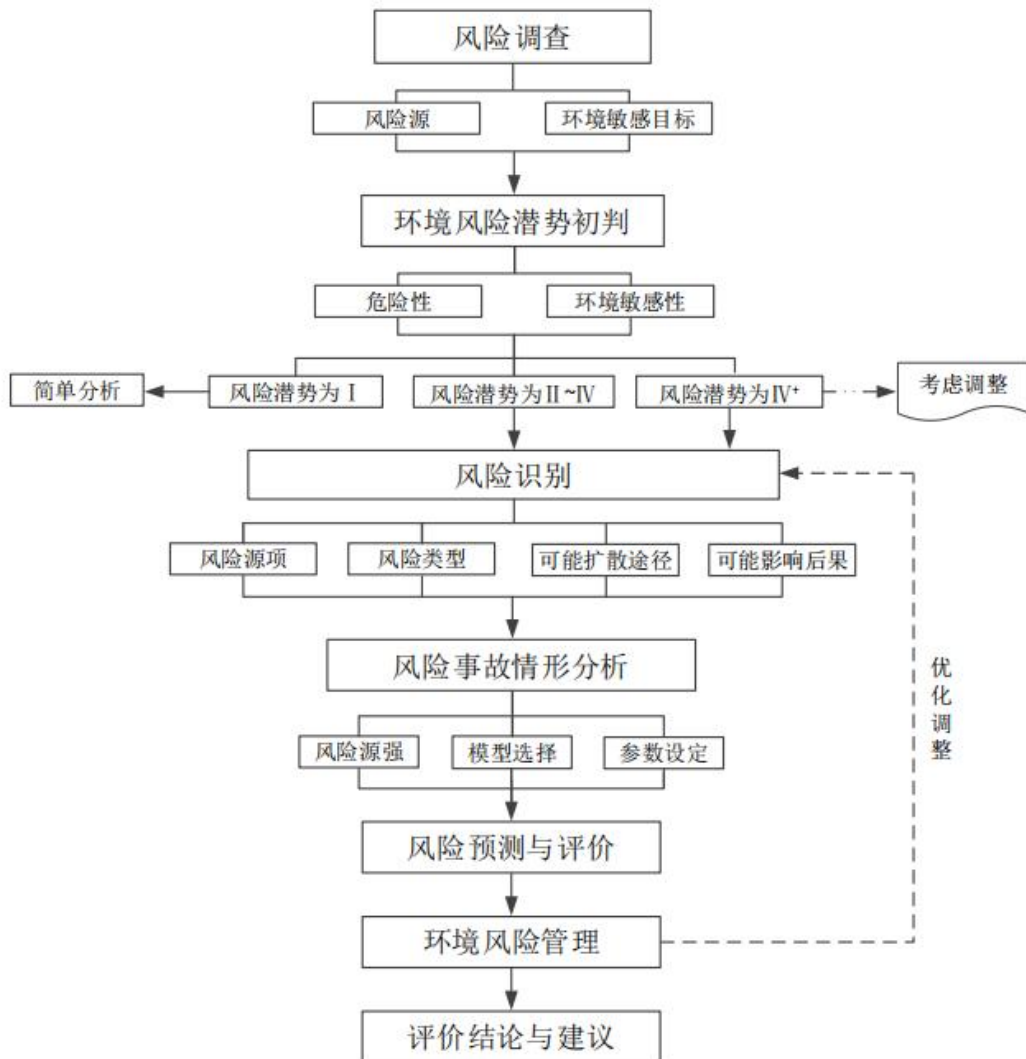 风险调查
风险源
环境敏感目标
环境风险潜势初判
危险性
环境敏感性
简单分析
风险潜势为Ⅰ
风险潜势为Ⅱ~Ⅳ
风险潜势为Ⅳ⁺
考虑调整
风险识别
风险源项
风险类型
可能扩散途径
可能影响后果
风险事故情形分析
优化调整
风险源强
模型选择
参数设定
风险预测与评价
环境风险管理
评价结论与建议